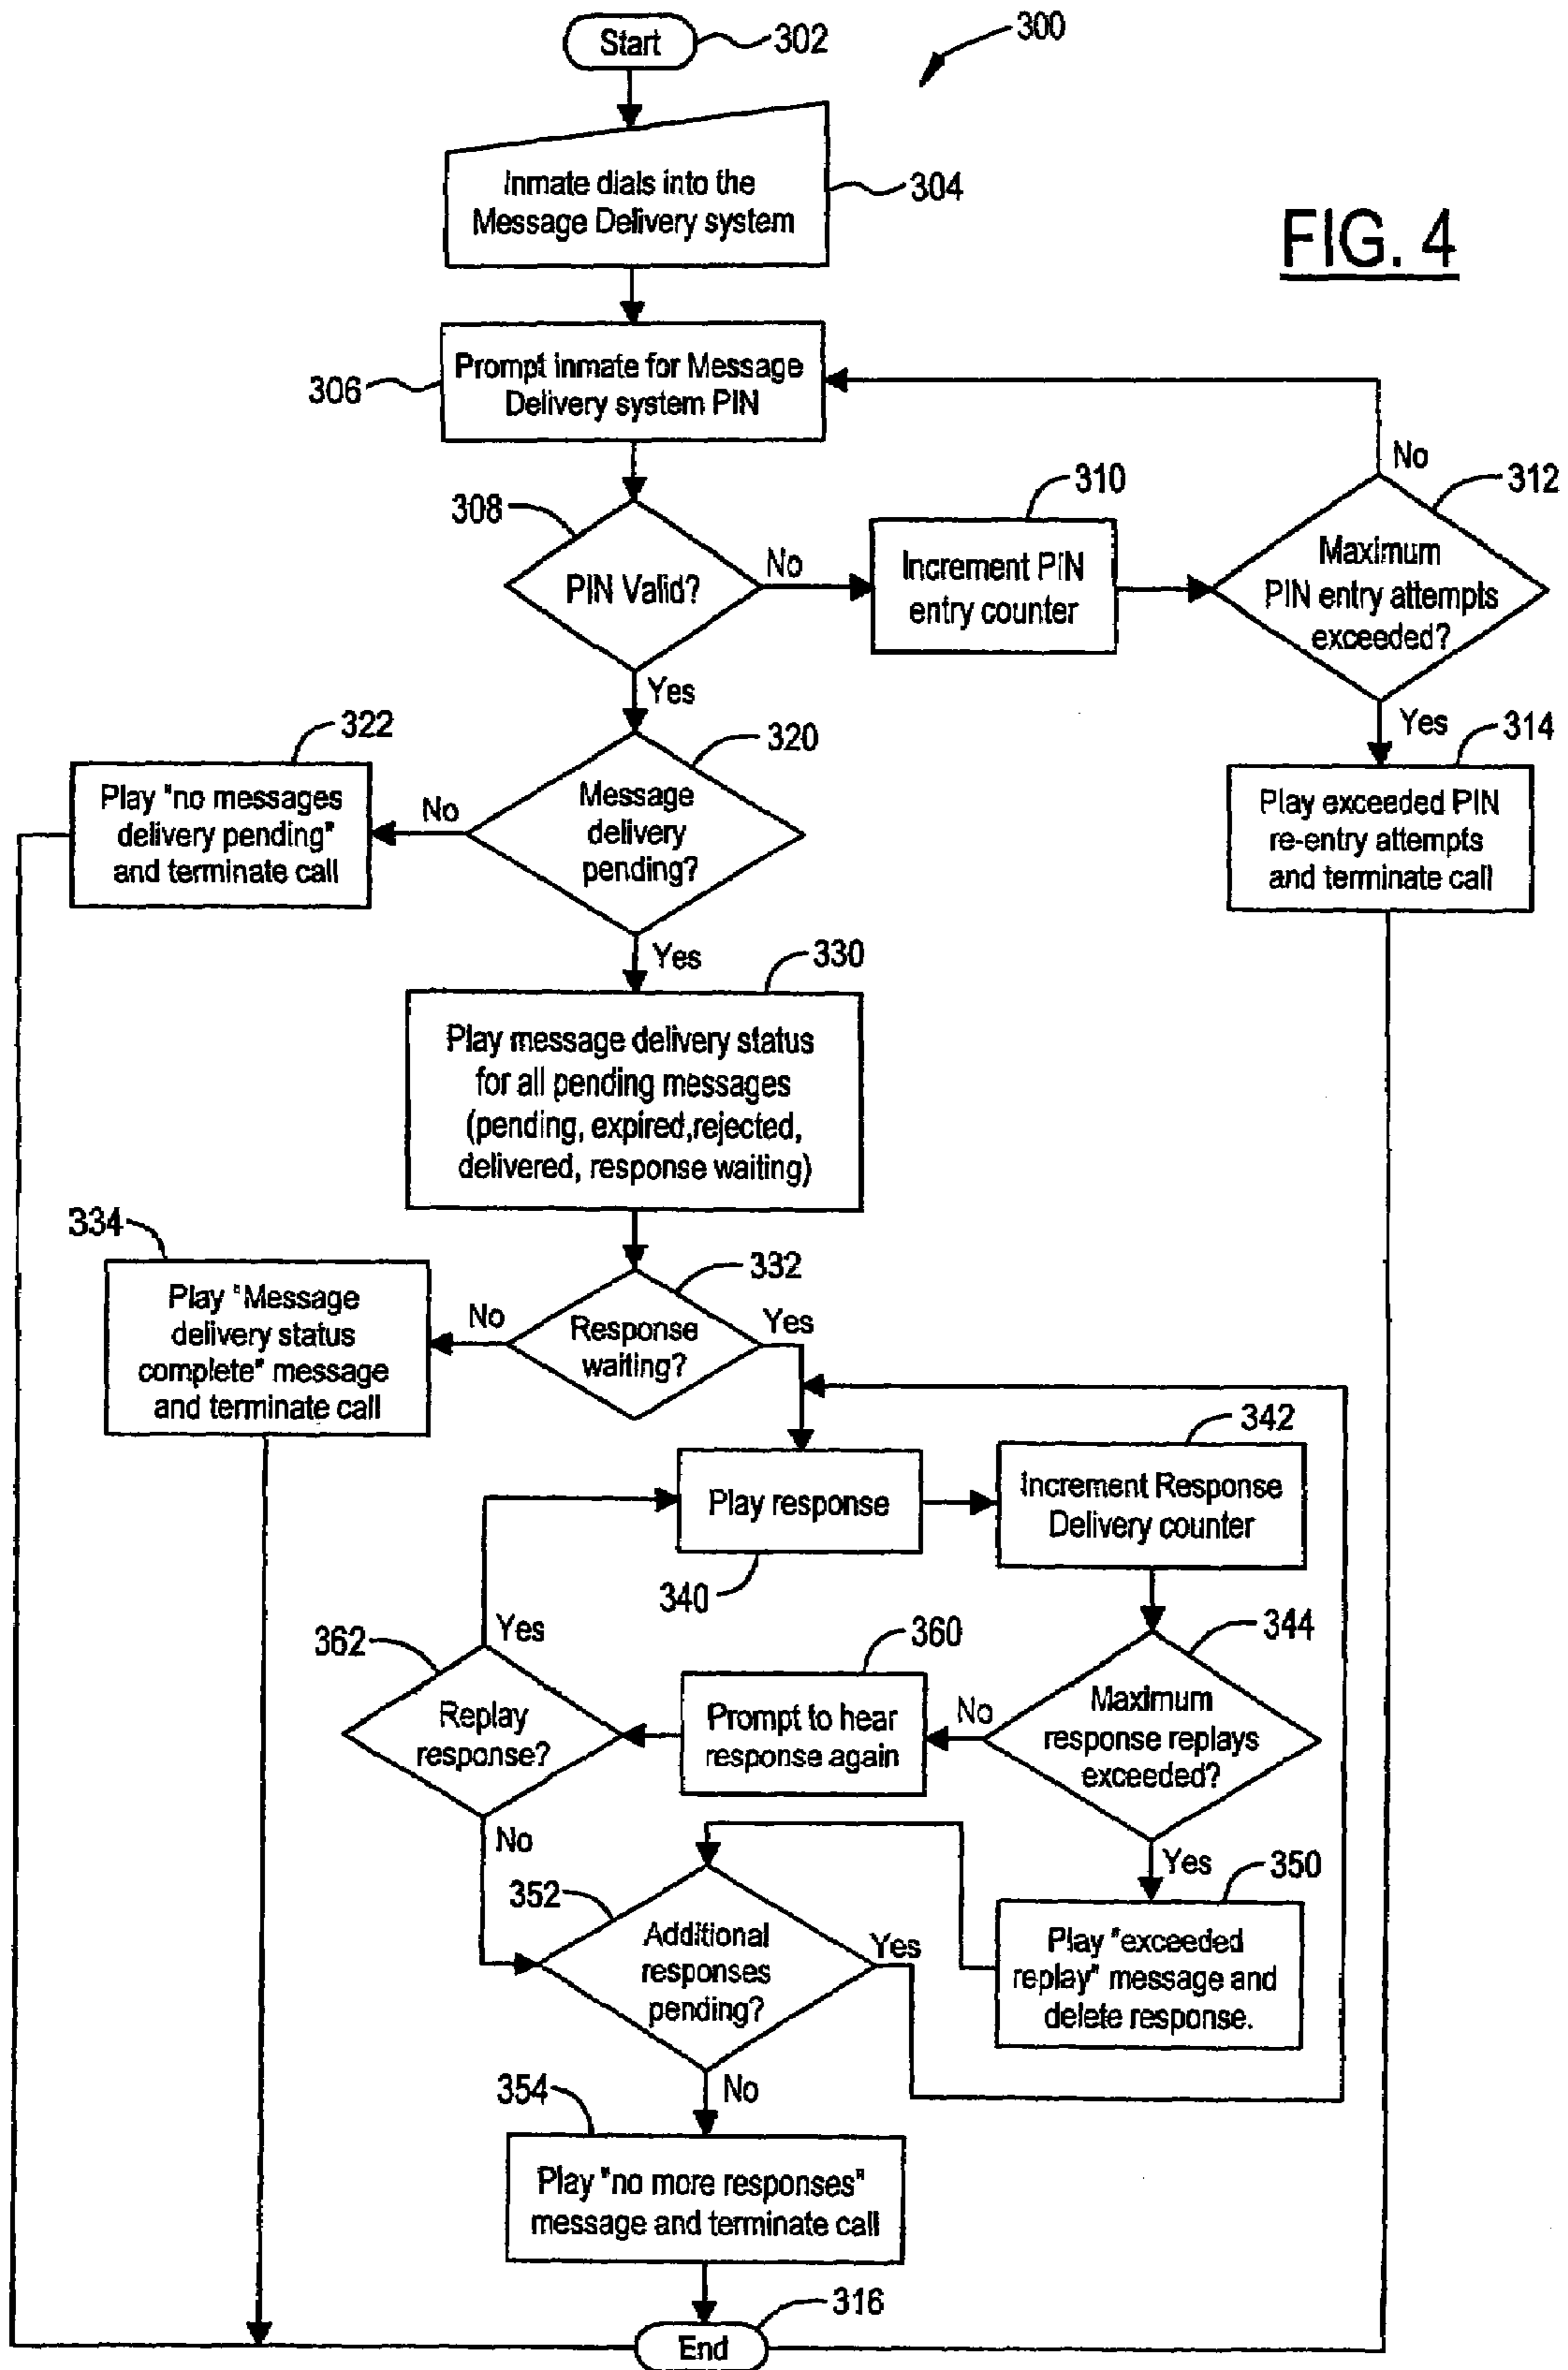 Start
302
300
Inmate dials into the
Message Delivery system
304
FIG. 4
Prompt inmate for Message
Delivery system PIN
306
No
312
308
310
PIN Valid?
No
Increment PIN
entry counter
Maximum
PIN entry attempts
exceeded?
Yes
Yes
314
322
320
Play "no messages
delivery pending"
and terminate call
No
Message
delivery
pending?
Play exceeded PIN
re-entry attempts
and terminate call
Yes
330
Play message delivery status
for all pending messages
(pending, expired,rejected,
delivered, response waiting)
334
332
Play "Message
delivery status
complete" message
and terminate call
No
Response
waiting?
Yes
342
Play response
Increment Response
Delivery counter
340
Yes
362
360
344
Replay
response?
Prompt to hear
response again
No
Maximum
response replays
exceeded?
No
Yes
350
352
Additional
responses
pending?
Yes
Play "exceeded
replay" message and
delete response.
No
354
Play "no more responses"
message and terminate call
316
End